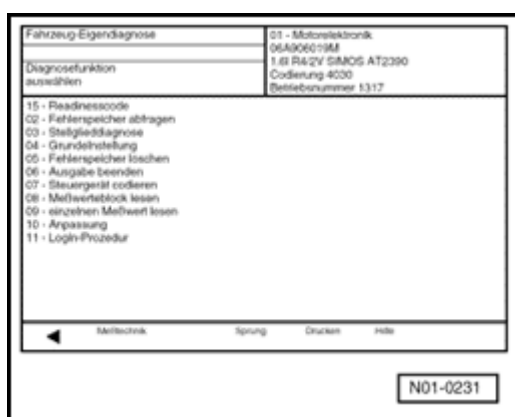 Fahrzeug-Eigendiagnose
Diagnosefunktion
auswählen
01 - Motorelektronik
06A906019M
1.6l R4/2V SIMOS AT2390
Codierung 4030
Betriebsnummer 1317
15 - Readinesscode
02 - Fehlerspeicher abfragen
03 - Stellglieddiagnose
04 - Grundeinstellung
05 - Fehlerspeicher löschen
06 - Ausgabe beenden
07 - Steuergerät codieren
08 - Meßwerteblock lesen
09 - einzelnen Meßwert lesen
10 - Anpassung
11 - Login-Prozedur
Meßtechnik Sprung Drucken Hilfe
N01-0231